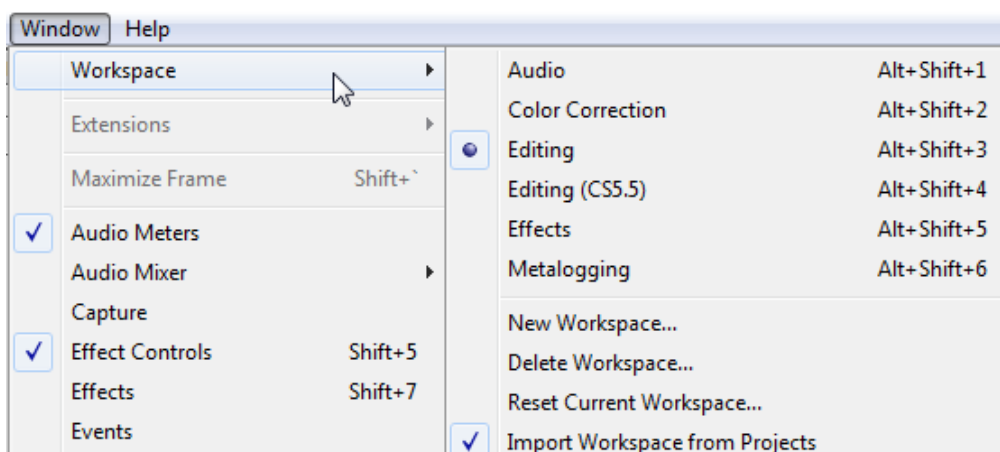 Window Help
Workspace
Extensions
Maximize Frame Shift+`
Audio Meters
Audio Mixer
Capture
Effect Controls Shift+5
Effects Shift+7
Events
Audio Alt+Shift+1
Color Correction Alt+Shift+2
Editing Alt+Shift+3
Editing (CS5.5) Alt+Shift+4
Effects Alt+Shift+5
Metalogging Alt+Shift+6
New Workspace...
Delete Workspace...
Reset Current Workspace...
Import Workspace from Projects